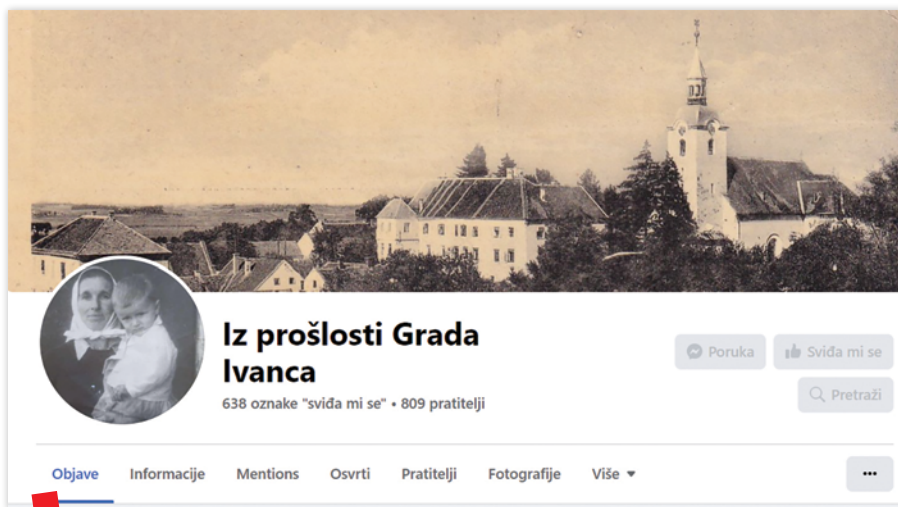 Iz prošlosti Grada
Ivanca
638 oznake "sviđa mi se" • 809 pratitelji
Poruka
Sviđa mi se
Pretraži
Objave Informacije Mentions Osvrti Pratitelji Fotografije Više